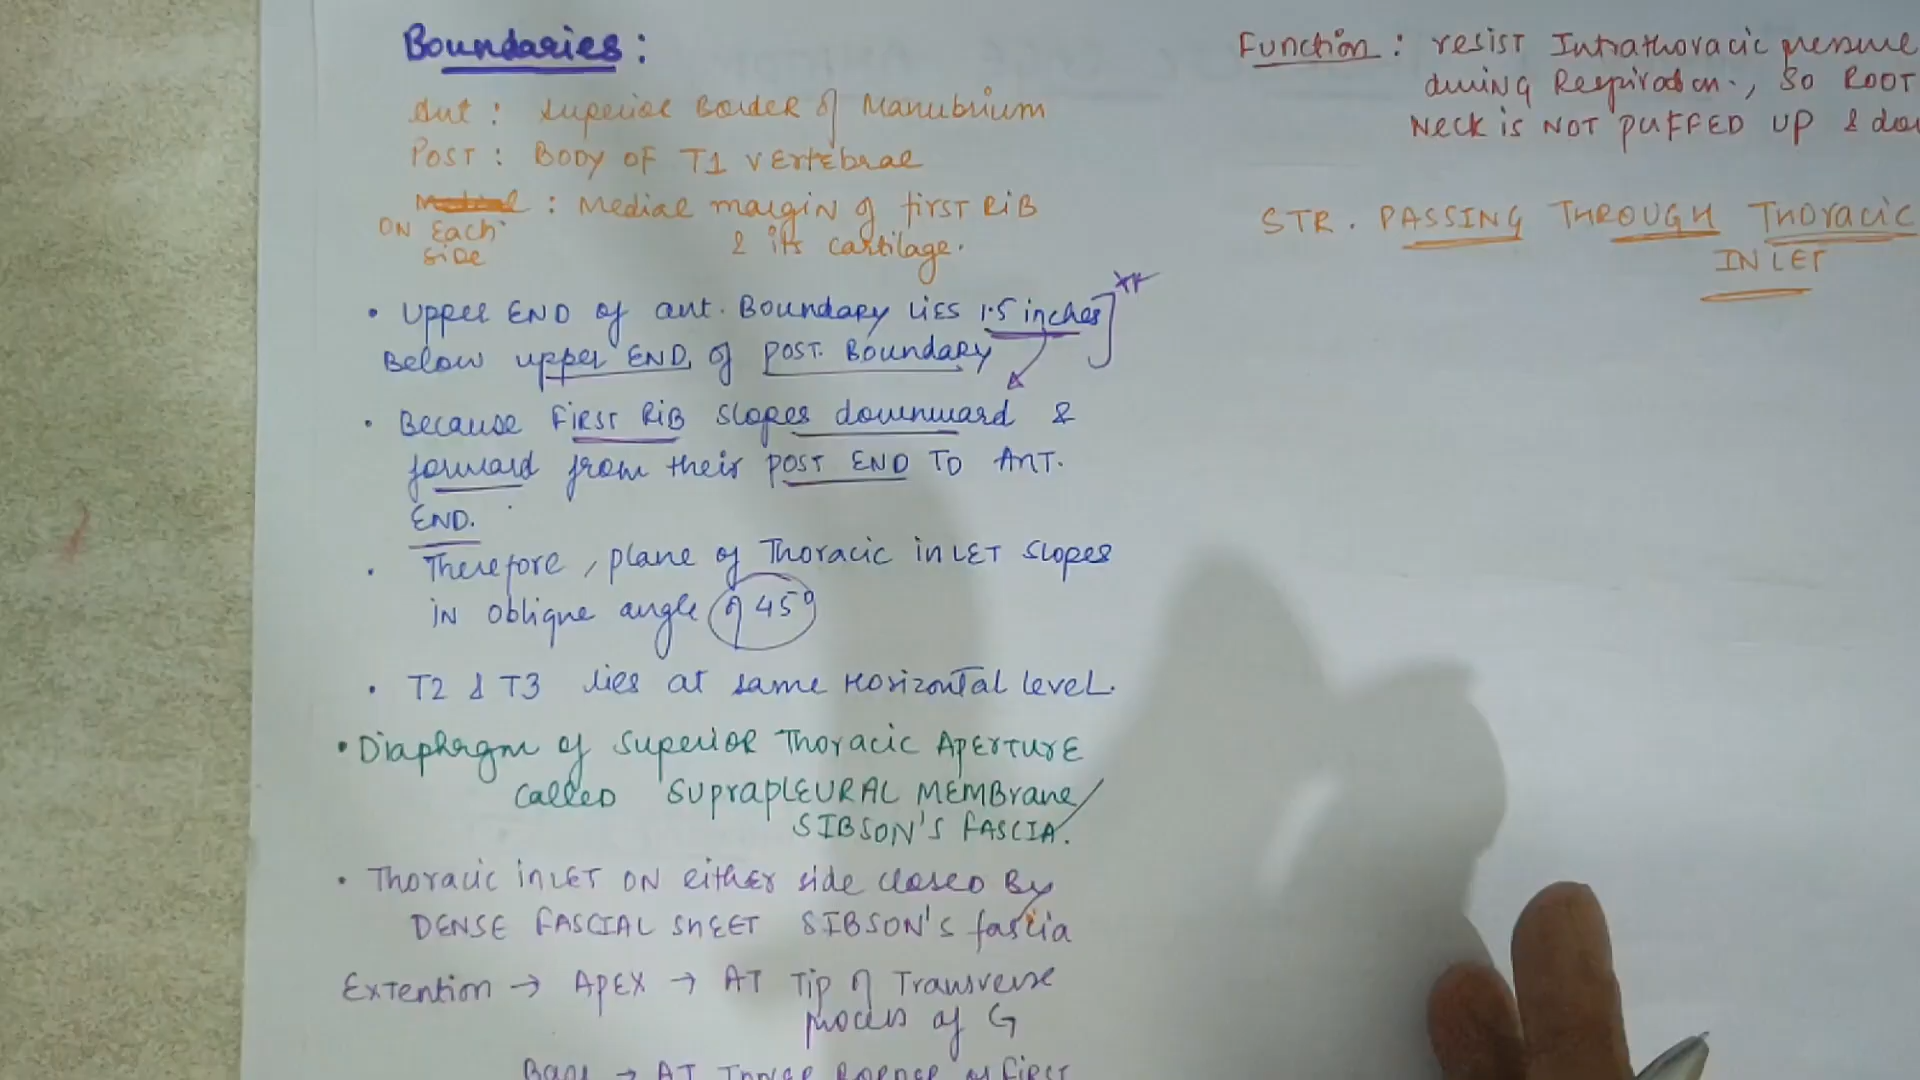 Boundaries :
Ant : Superior Border of Manubrium
POST : BODY OF T1 VErtEbrae
: Medial margin of first RiB
ON Each side
& its cartilage.
• Upper END of ant. Boundary LiES 1.5 inches
Below upper END of POST. Boundary
• Because First RiB slopes downward &
forward from their POST END TO ANT.
END.
• Therefore, plane of Thoracic inLET slopes
in oblique angle of 45°
• T2 & T3 lies at same Horizontal level.
• Diaphragm of Superior Thoracic APERTURE
called SUPRAPLEURAL MEMBrane/
SIBSON'S FASCIA.
• Thoracic inLET ON either side closed By
DENSE FASCIAL SHEET SIBSON'S fascia
Extention → APEX → AT Tip of Transverse
process of C7
Base → AT INNER BORDER of First
Function : resist Intrathoracic pressure
during Respiration., SO ROOT
Neck is NOT PUFFED UP &
STR. PASSING THROUGH Thoracic
INLET